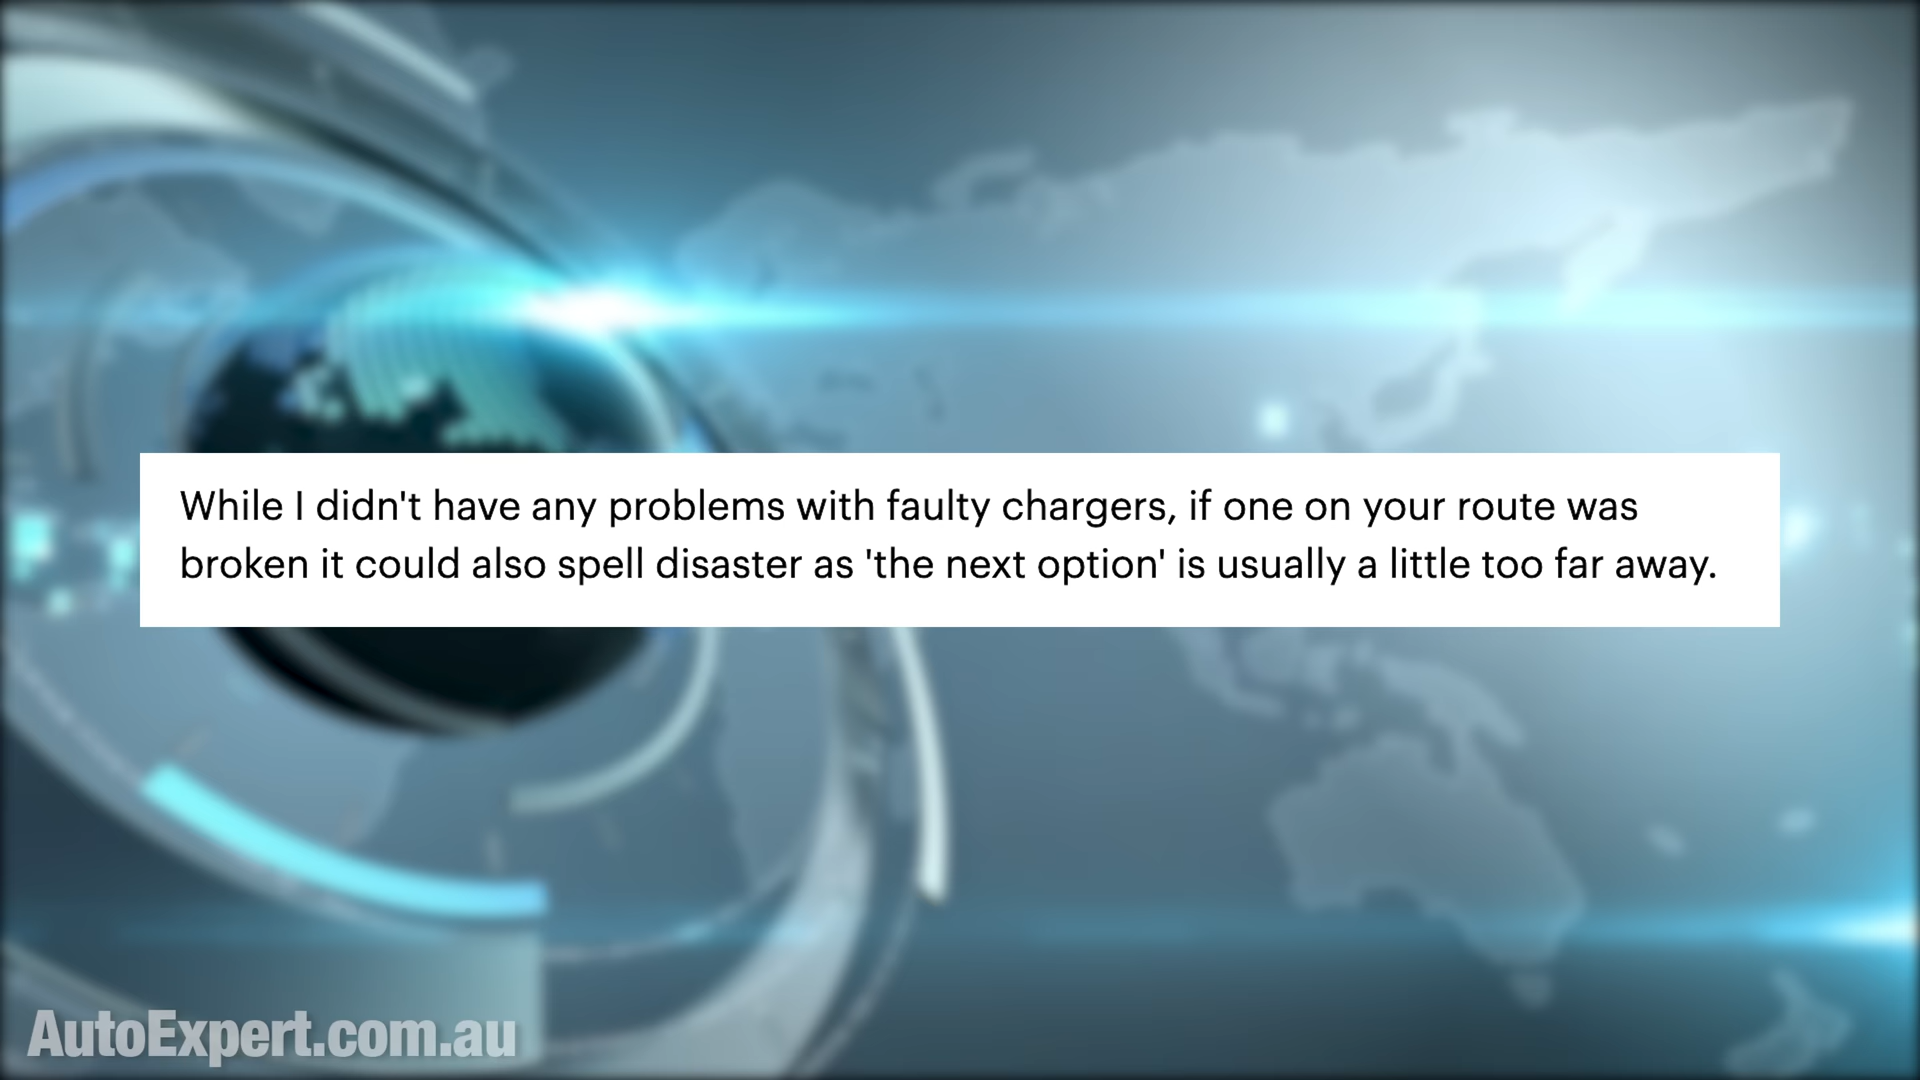 While I didn't have any problems with faulty chargers, if one on your route was
broken it could also spell disaster as 'the next option' is usually a little too far away.
AutoExpert.com.au